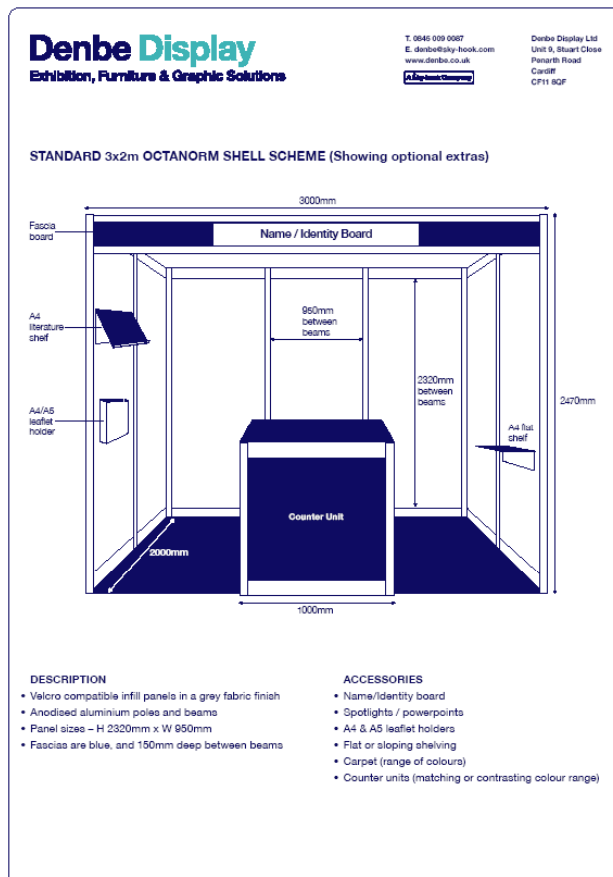 Denbe Display
Exhibition, Furniture & Graphic Solutions
T. 0845 009 0087
E. denbe@sky-hook.com
www.denbe.co.uk
A sky-hook Company
Denbe Display Ltd
Unit 9, Stuart Close
Penarth Road
Cardiff
CF11 8QF
STANDARD 3x2m OCTANORM SHELL SCHEME (Showing optional extras)
3000mm
Fascia
board
Name / Identity Board
A4
literature
shelf
950mm
between
beams
2320mm
between
beams
2470mm
A4/A5
leaflet
holder
A4 flat
shelf
Counter Unit
2000mm
1000mm
DESCRIPTION
• Velcro compatible infill panels in a grey fabric finish
• Anodised aluminium poles and beams
• Panel sizes – H 2320mm x W 950mm
• Fascias are blue, and 150mm deep between beams
ACCESSORIES
• Name/Identity board
• Spotlights / powerpoints
• A4 & A5 leaflet holders
• Flat or sloping shelving
• Carpet (range of colours)
• Counter units (matching or contrasting colour range)